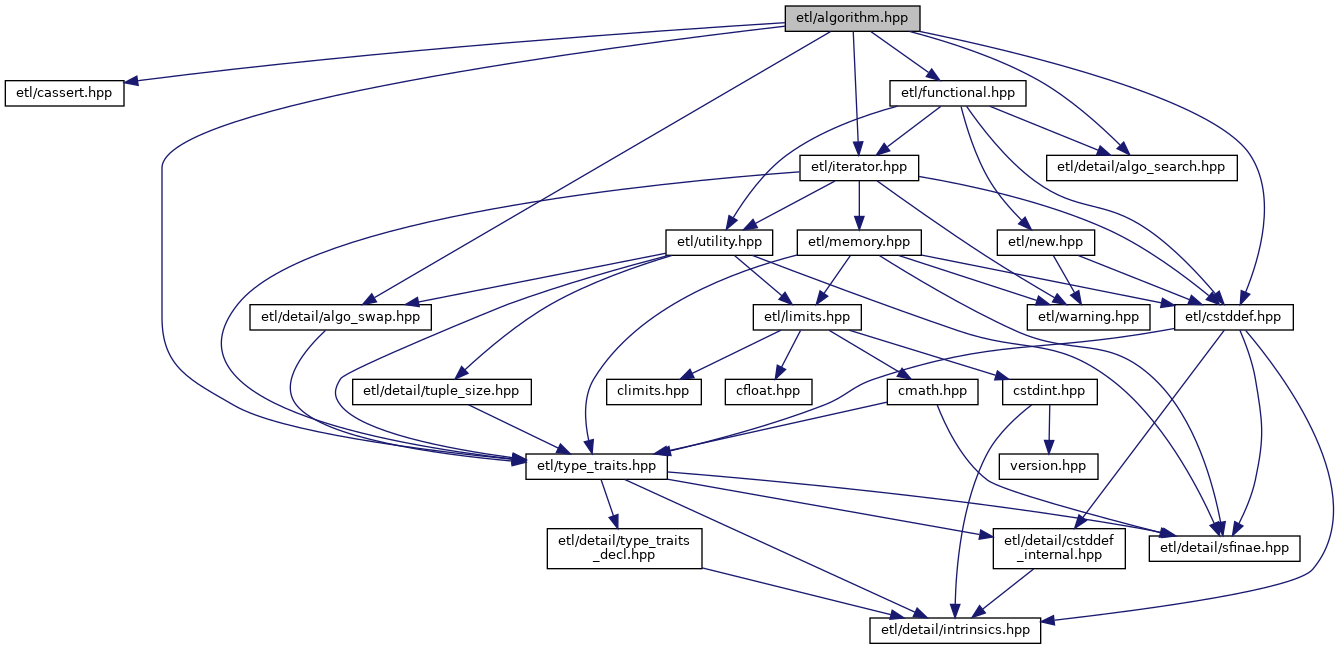 etl/algorithm.hpp
etl/cassert.hpp
etl/functional.hpp
etl/iterator.hpp
etl/detail/algo_search.hpp
etl/utility.hpp
etl/memory.hpp
etl/new.hpp
etl/detail/algo_swap.hpp
etl/limits.hpp
etl/warning.hpp
etl/cstddef.hpp
etl/detail/tuple_size.hpp
climits.hpp
cfloat.hpp
cmath.hpp
cstdint.hpp
etl/type_traits.hpp
version.hpp
etl/detail/type_traits
_decl.hpp
etl/detail/cstddef
_internal.hpp
etl/detail/sfinae.hpp
etl/detail/intrinsics.hpp